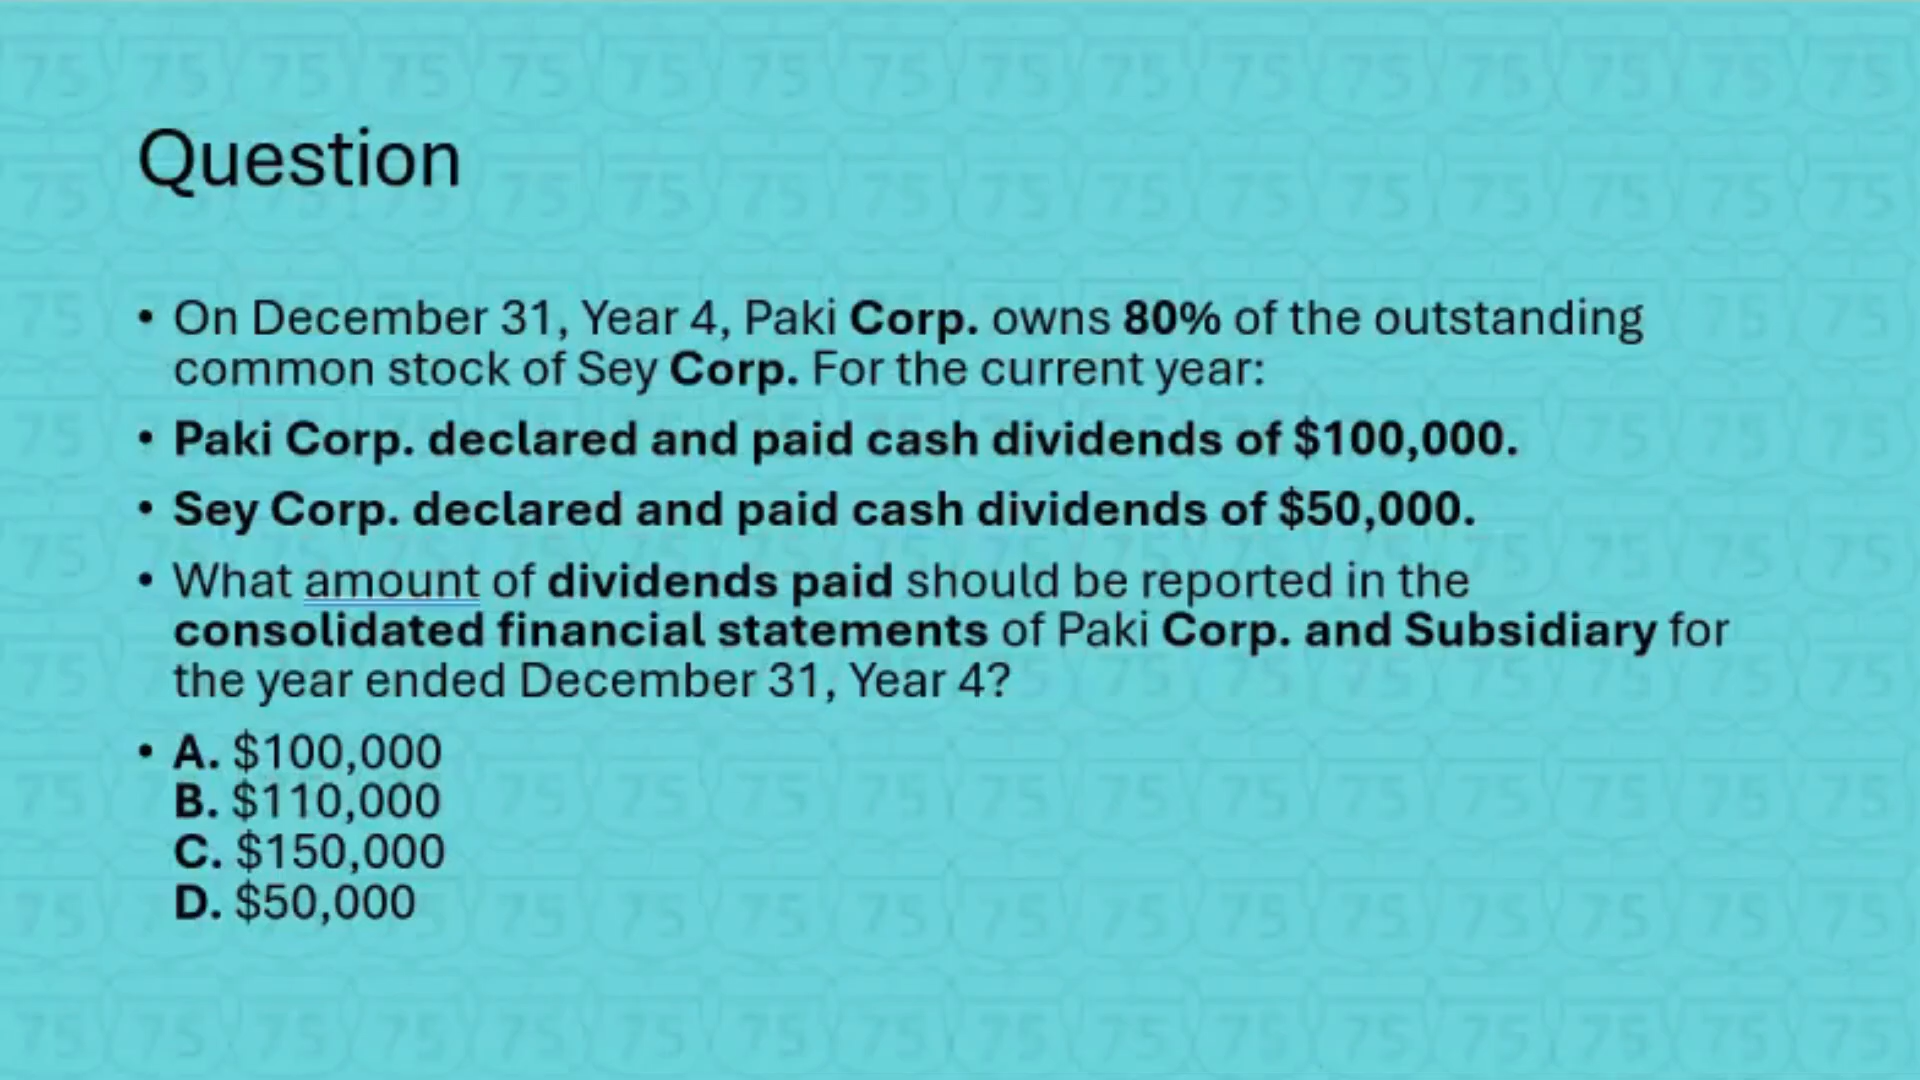 Question
• On December 31, Year 4, Paki Corp. owns 80% of the outstanding
common stock of Sey Corp. For the current year:
• Paki Corp. declared and paid cash dividends of $100,000.
• Sey Corp. declared and paid cash dividends of $50,000.
• What amount of dividends paid should be reported in the
consolidated financial statements of Paki Corp. and Subsidiary for
the year ended December 31, Year 4?
• A. $100,000
B. $110,000
C. $150,000
D. $50,000